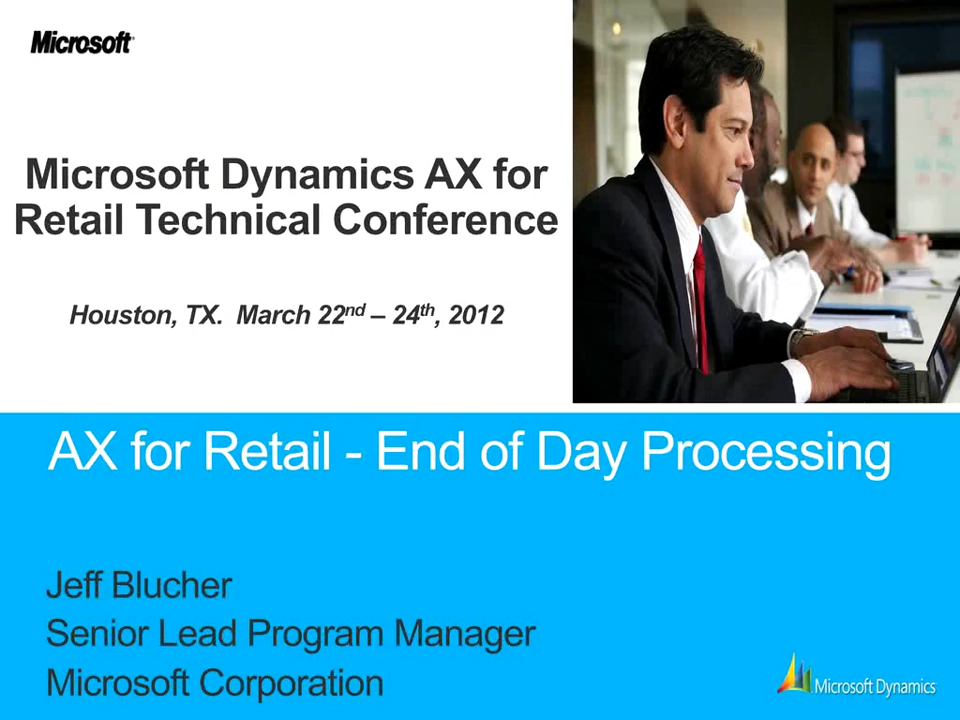 Microsoft
Microsoft Dynamics AX for
Retail Technical Conference
Houston, TX.  March 22nd – 24th, 2012
AX for Retail - End of Day Processing
Jeff Blucher
Senior Lead Program Manager
Microsoft Corporation
Microsoft Dynamics